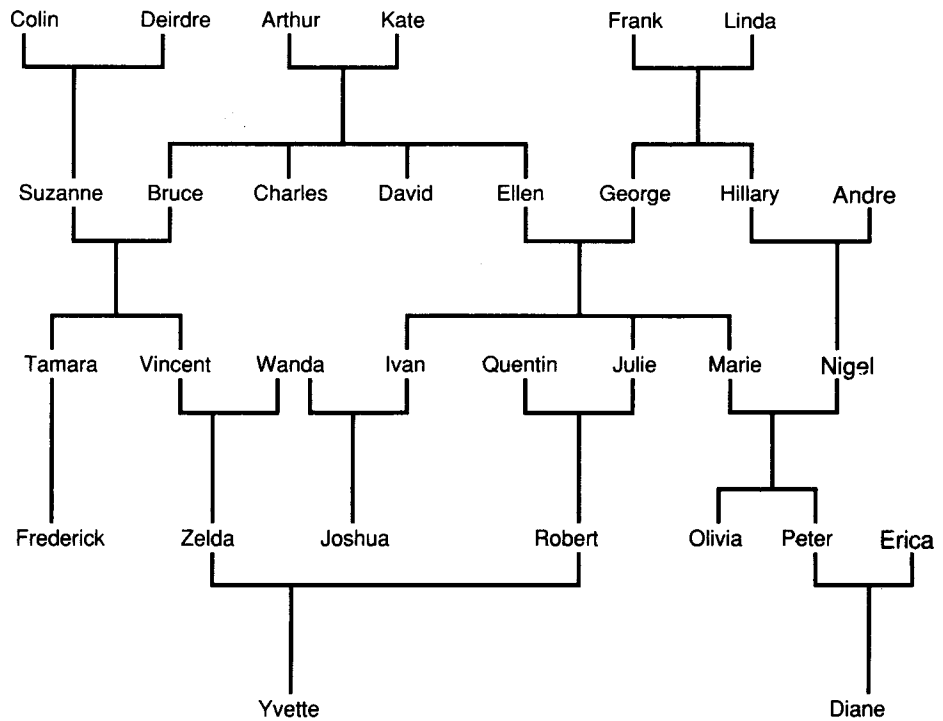 Colin Deirdre Arthur Kate Frank Linda
Suzanne Bruce Charles David Ellen George Hillary Andre
Tamara Vincent Wanda Ivan Quentin Julie Marie Nigel
Frederick Zelda Joshua Robert Olivia Peter Erica
Yvette Diane